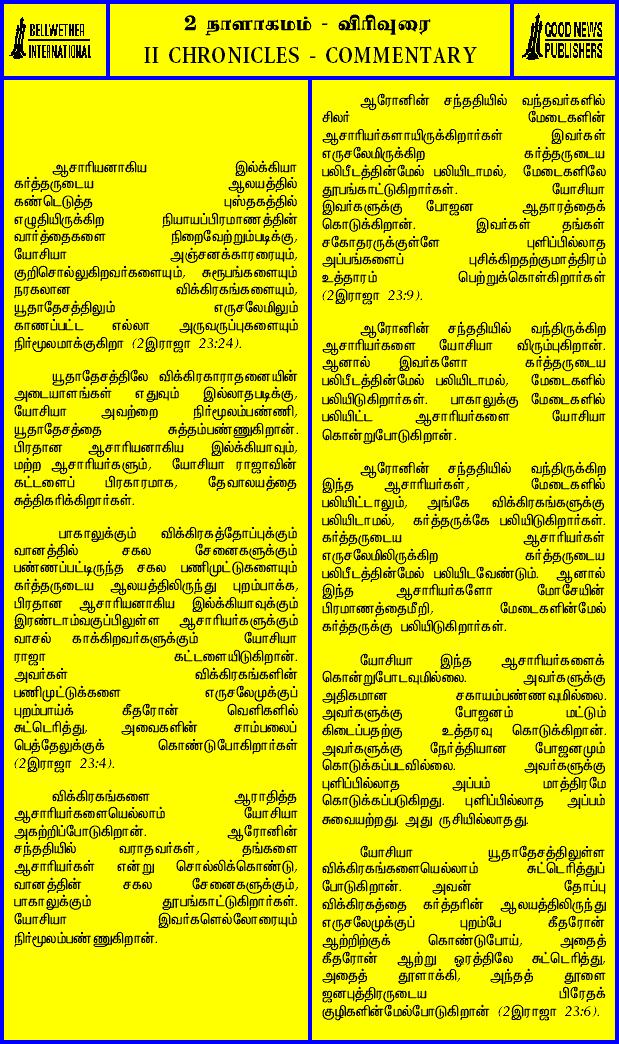 BELLWETHER
INTERNATIONAL
2 நாளாகமம் - விரிவுரை
II CHRONICLES - COMMENTARY
GOOD NEWS
PUBLISHERS
ஆசாரியனாகிய இல்க்கியா
கர்த்தருடைய ஆலயத்தில்
கண்டெடுத்த புஸ்தகத்தில்
எழுதியிருக்கிற நியாயப்பிரமாணத்தின்
வார்த்தைகளை நிறைவேற்றும்படிக்கு,
யோசியா அஞ்சனக்காரரையும்,
குறிசொல்லுகிறவர்களையும், சுரூபங்களையும்
நரகலான விக்கிரகங்களையும்,
யூதாதேசத்திலும் எருசலேமிலும்
காணப்பட்ட எல்லா அருவருப்புகளையும்
நிர்மூலமாக்குகிறா (2இராஜா 23:24).
யூதாதேசத்திலே விக்கிரகாராதனையின்
அடையாளங்கள் எதுவும் இல்லாதபடிக்கு,
யோசியா அவற்றை நிர்மூலம்பண்ணி,
யூதாதேசத்தை சுத்தம்பண்ணுகிறான்.
பிரதான ஆசாரியனாகிய இல்க்கியாவும்,
மற்ற ஆசாரியர்களும், யோசியா ராஜாவின்
கட்டளைப் பிரகாரமாக, தேவாலயத்தை
சுத்திகரிக்கிறார்கள்.
பாகாலுக்கும் விக்கிரகத்தோப்புக்கும்
வானத்தில் சகல சேனைகளுக்கும்
பண்ணப்பட்டிருந்த சகல பணிமுட்டுகளையும்
கர்த்தருடைய ஆலயத்திலிருந்து புறம்பாக்க,
பிரதான ஆசாரியனாகிய இல்க்கியாவுக்கும்
இரண்டாம்வகுப்பிலுள்ள ஆசாரியர்களுக்கும்
வாசல் காக்கிறவர்களுக்கும் யோசியா
ராஜா கட்டளையிடுகிறான்.
அவர்கள் விக்கிரகங்களின்
பணிமுட்டுக்களை எருசலேமுக்குப்
புறம்பாய்க் கீதரோன் வெளிகளில்
சுட்டெரித்து, அவைகளின் சாம்பலைப்
பெத்தேலுக்குக் கொண்டுபோகிறார்கள்
(2இராஜா 23:4).
விக்கிரகங்களை ஆராதித்த
ஆசாரியர்களையெல்லாம் யோசியா
அகற்றிப்போடுகிறான். ஆரோனின்
சந்ததியில் வராதவர்கள், தங்களை
ஆசாரியர்கள் என்று சொல்லிக்கொண்டு,
வானத்தின் சகல சேனைகளுக்கும்,
பாகாலுக்கும் தூபங்காட்டுகிறார்கள்.
யோசியா இவர்களெல்லோரையும்
நிர்மூலம்பண்ணுகிறான்.
ஆரோனின் சந்ததியில் வந்தவர்களில்
சிலர் மேடைகளின்
ஆசாரியர்களாயிருக்கிறார்கள் இவர்கள்
எருசலேமிருக்கிற கர்த்தருடைய
பலிபீடத்தின்மேல் பலியிடாமல், மேடைகளிலே
தூபங்காட்டுகிறார்கள். யோசியா
இவர்களுக்கு போஜன ஆதாரத்தைக்
கொடுக்கிறான். இவர்கள் தங்கள்
சகோதரருக்குள்ளே புளிப்பில்லாத
அப்பங்களைப் புசிக்கிறதற்குமாத்திரம்
உத்தாரம் பெற்றுக்கொள்கிறார்கள்
(2இராஜா 23:9).
ஆரோனின் சந்ததியில் வந்திருக்கிற
ஆசாரியர்களை யோசியா விரும்புகிறான்.
ஆனால் இவர்களோ கர்த்தருடைய
பலிபீடத்தின்மேல் பலியிடாமல், மேடைகளில்
பலியிடுகிறார்கள். பாகாலுக்கு மேடைகளில்
பலியிட்ட ஆசாரியர்களை யோசியா
கொன்றுபோடுகிறான்.
ஆரோனின் சந்ததியில் வந்திருக்கிற
இந்த ஆசாரியர்கள், மேடைகளில்
பலியிட்டாலும், அங்கே விக்கிரகங்களுக்கு
பலியிடாமல், கர்த்தருக்கே பலியிடுகிறார்கள்.
கர்த்தருடைய ஆசாரியர்கள்
எருசலேமிலிருக்கிற கர்த்தருடைய
பலிபீடத்தின்மேல் பலியிடவேண்டும். ஆனால்
இந்த ஆசாரியர்களோ மோசேயின்
பிரமாணத்தைமீறி, மேடைகளின்மேல்
கர்த்தருக்கு பலியிடுகிறார்கள்.
யோசியா இந்த ஆசாரியர்களைக்
கொன்றுபோடவுமில்லை. அவர்களுக்கு
அதிகமான சகாயம்பண்ணவுமில்லை.
அவர்களுக்கு போஜனம் மட்டும்
கிடைப்பதற்கு உத்தரவு கொடுக்கிறான்.
அவர்களுக்கு நேர்த்தியான போஜனமும்
கொடுக்கப்படவில்லை. அவர்களுக்கு
புளிப்பில்லாத அப்பம் மாத்திரமே
கொடுக்கப்படுகிறது. புளிப்பில்லாத அப்பம்
சுவையற்றது. அது ருசியில்லாதது.
யோசியா யூதாதேசத்திலுள்ள
விக்கிரகங்களையெல்லாம் சுட்டெரித்துப்
போடுகிறான். அவன் தோப்பு
விக்கிரகத்தை கர்த்தரின் ஆலயத்திலிருந்து
எருசலேமுக்குப் புறம்பே கீதரோன்
ஆற்றிற்குக் கொண்டுபோய், அதைத்
கீதரோன் ஆற்று ஓரத்திலே சுட்டெரித்து,
அதைத் தூளாக்கி, அந்தத் தூளை
ஜனபுத்திரருடைய பிரேதக்
குழிகளின்மேல்போடுகிறான் (2இராஜா 23:6).